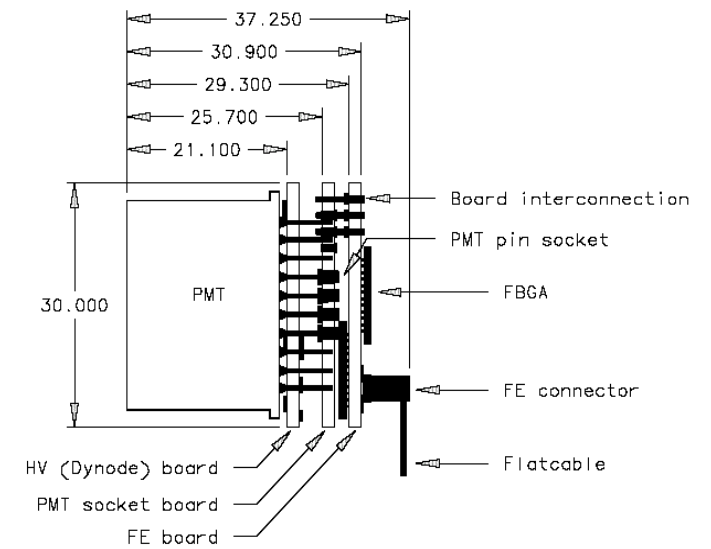 37.250
30.900
29.300
25.700
21.100
Board interconnection
PMT pin socket
PMT
FBGA
30.000
FE connector
Flatcable
HV (Dynode) board
PMT socket board
FE board